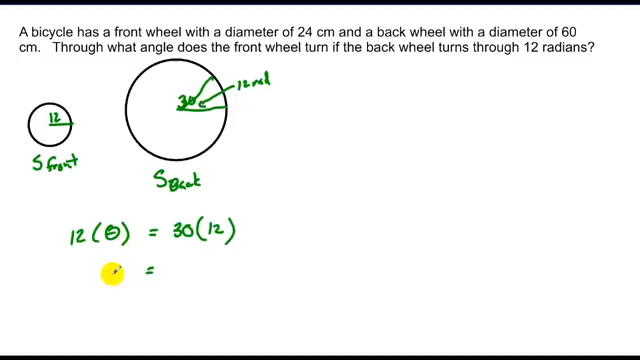 A bicycle has a front wheel with a diameter of 24 cm and a back wheel with a diameter of 60
cm. Through what angle does the front wheel turn if the back wheel turns through 12 radians?
30
12 rad
12
S Front
S Back
12 ( θ ) = 30 ( 12 )
=